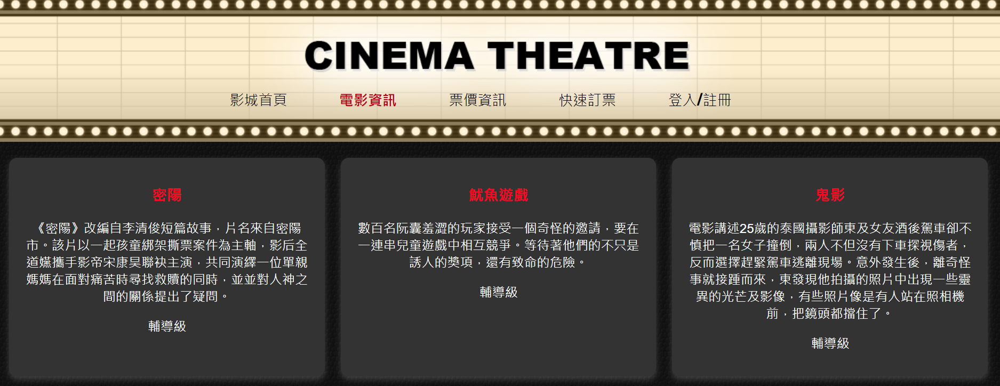 CINEMA THEATRE
影城首頁
電影資訊
票價資訊
快速訂票
登入/註冊
密陽
《密陽》改編自李清俊短篇故事，片名來自密陽
市。該片以一起孩童綁架撕票案件為主軸，影后全
道嬿攜手影帝宋康昊聯袂主演，共同演繹一位單親
媽媽在面對痛苦時尋找救贖的同時，並並對人神之
間的關係提出了疑問。
輔導級
魷魚遊戲
數百名阮囊羞澀的玩家接受一個奇怪的邀請，要在
一連串兒童遊戲中相互競爭。等待著他們的不只是
誘人的獎項，還有致命的危險。
輔導級
鬼影
電影講述25歲的泰國攝影師東及女友酒後駕車卻不
慎把一名女子撞倒，兩人不但沒有下車探視傷者，
反而選擇趕緊駕車逃離現場。意外發生後，離奇怪
事就接踵而來，東發現他拍攝的照片中出現一些靈
異的光芒及影像，有些照片像是有人站在照相機
前，把鏡頭都擋住了。
輔導級